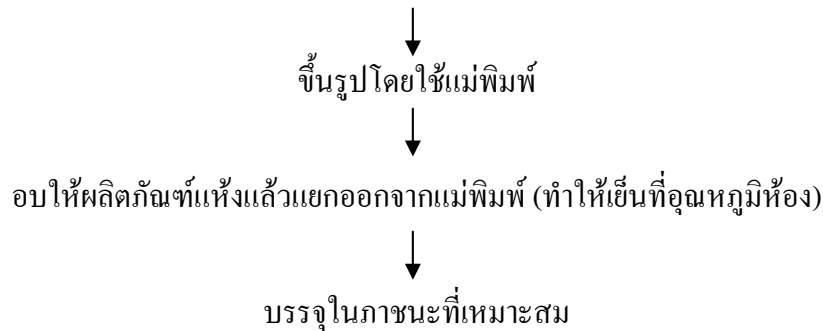 ขึ้นรูปโดยใช้แม่พิมพ์
อบให้ผลิตภัณฑ์แห้งแล้วแยกออกจากแม่พิมพ์ (ทำให้เย็นที่อุณหภูมิห้อง)
บรรจุในภาชนะที่เหมาะสม